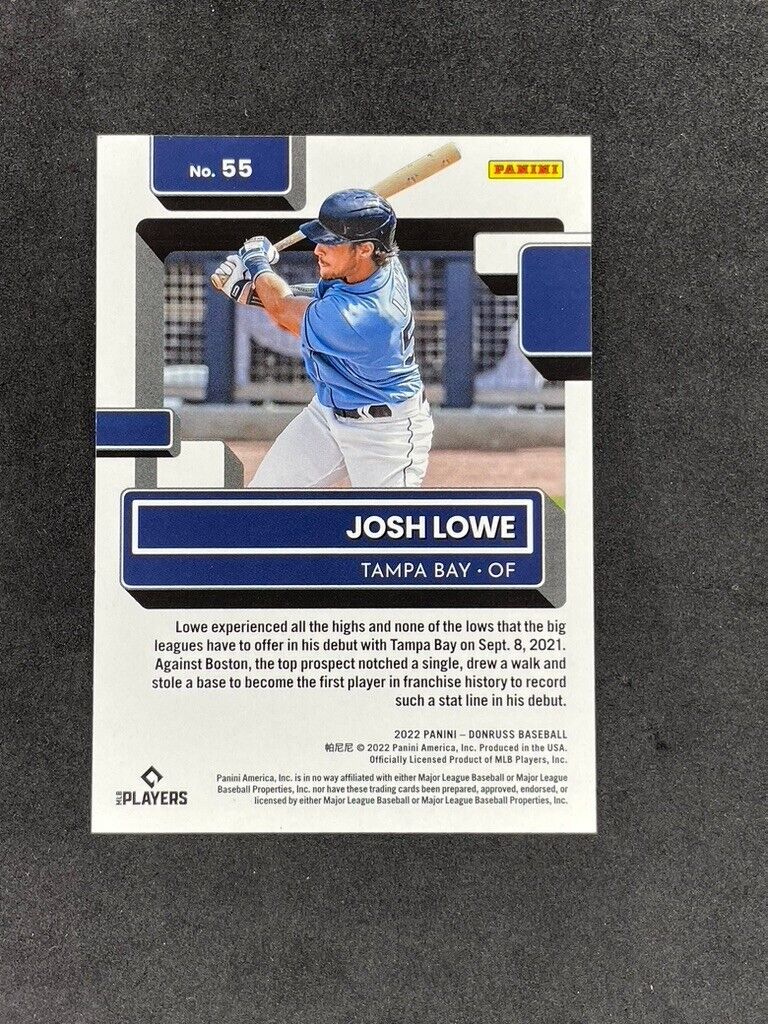 No. 55
PANINI
JOSH LOWE
TAMPA BAY · OF
Lowe experienced all the highs and none of the lows that the big
leagues have to offer in his debut with Tampa Bay on Sept. 8, 2021.
Against Boston, the top prospect notched a single, drew a walk and
stole a base to become the first player in franchise history to record
such a stat line in his debut.
2022 PANINI – DONRUSS BASEBALL
帕尼尼 © 2022 Panini America, Inc. Produced in the USA.
Officially Licensed Product of MLB Players, Inc.
MLB PLAYERS
Panini America, Inc. is in no way affiliated with either Major League Baseball or Major League
Baseball Properties, Inc. nor have these trading cards been prepared, approved, endorsed, or
licensed by either Major League Baseball or Major League Baseball Properties, Inc.